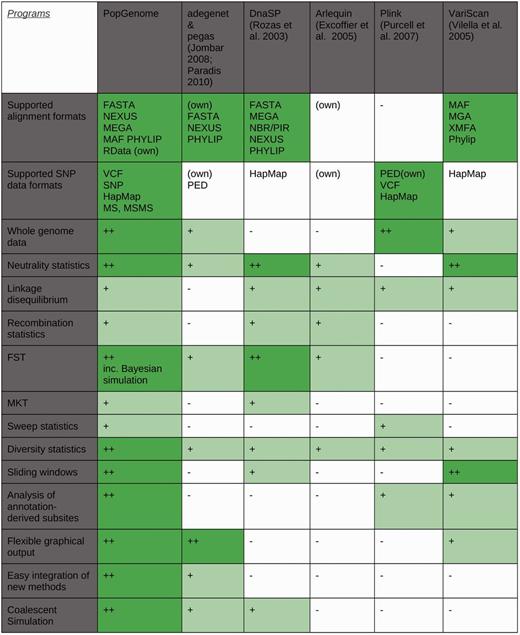 Programs PopGenome adegenet & pegas (Jombar 2008; Paradis 2010) DnaSP (Rozas et al. 2003) Arlequin (Excoffier et al. 2005) Plink (Purcell et al. 2007) VariScan (Vilella et al. 2005)
Supported alignment formats
FASTA
NEXUS
MEGA
MAF PHYLIP
RData (own)
(own)
FASTA
NEXUS
PHYLIP
FASTA
MEGA
NBR/PIR
NEXUS
PHYLIP
(own)
-
MAF
MGA
XMFA
Phylip
Supported SNP data formats
VCF
SNP
HapMap
MS, MSMS
(own)
PED
HapMap
(own)
PED(own)
VCF
HapMap
HapMap
Whole genome data ++ + - - ++ +
Neutrality statistics ++ + ++ + - ++
Linkage disequilibrium + - + + + +
Recombination statistics + - + + - -
FST ++ inc. Bayesian simulation + ++ + - -
MKT + - + - - -
Sweep statistics + - - - + -
Diversity statistics ++ + + + + +
Sliding windows ++ - + - - ++
Analysis of annotation-derived subsites ++ - - - + +
Flexible graphical output ++ ++ - - - +
Easy integration of new methods ++ + - - - -
Coalescent Simulation ++ + + - - -